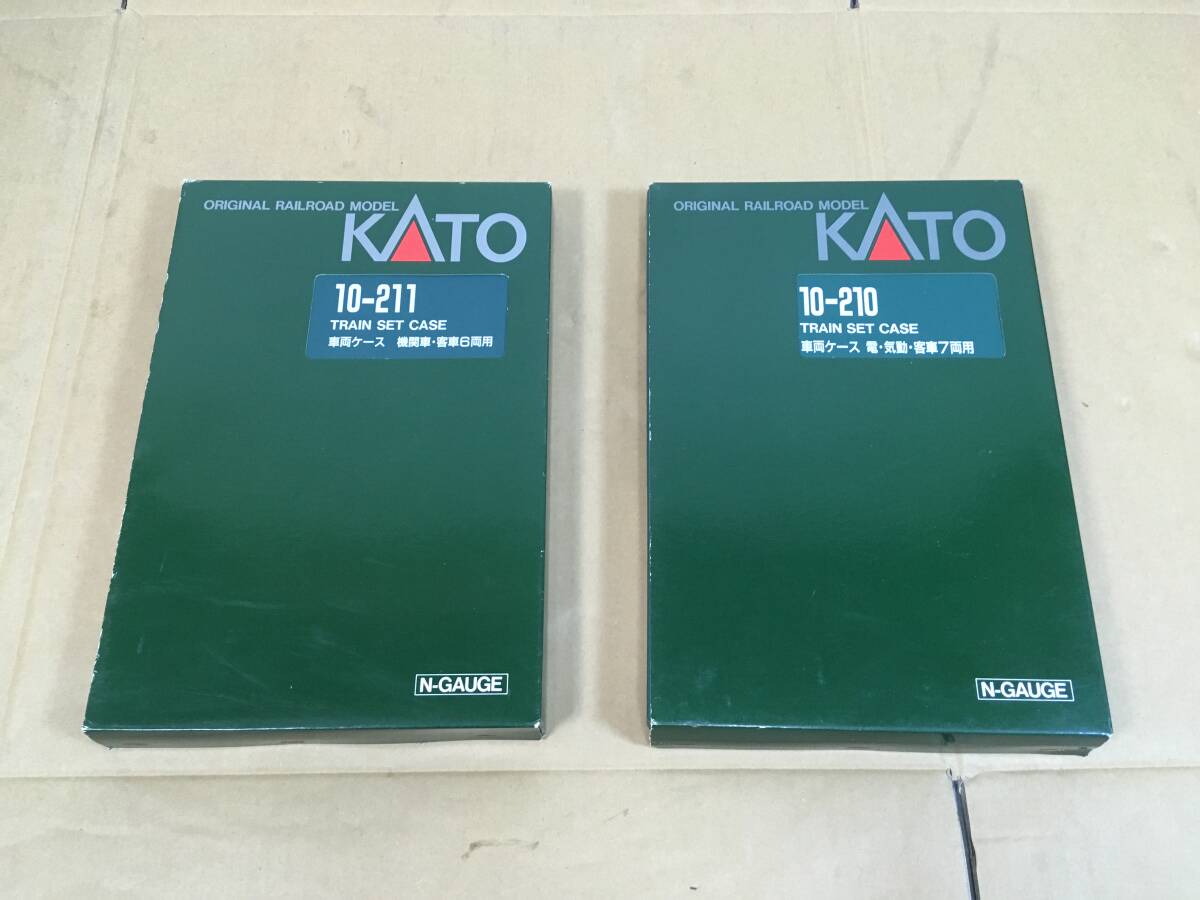 ORIGINAL RAILROAD MODEL
KATO
10-211
TRAIN SET CASE
車両ケース 機関車・客車6両用
N-GAUGE
ORIGINAL RAILROAD MODEL
KATO
10-210
TRAIN SET CASE
車両ケース 電・気動・客車7両用
N-GAUGE